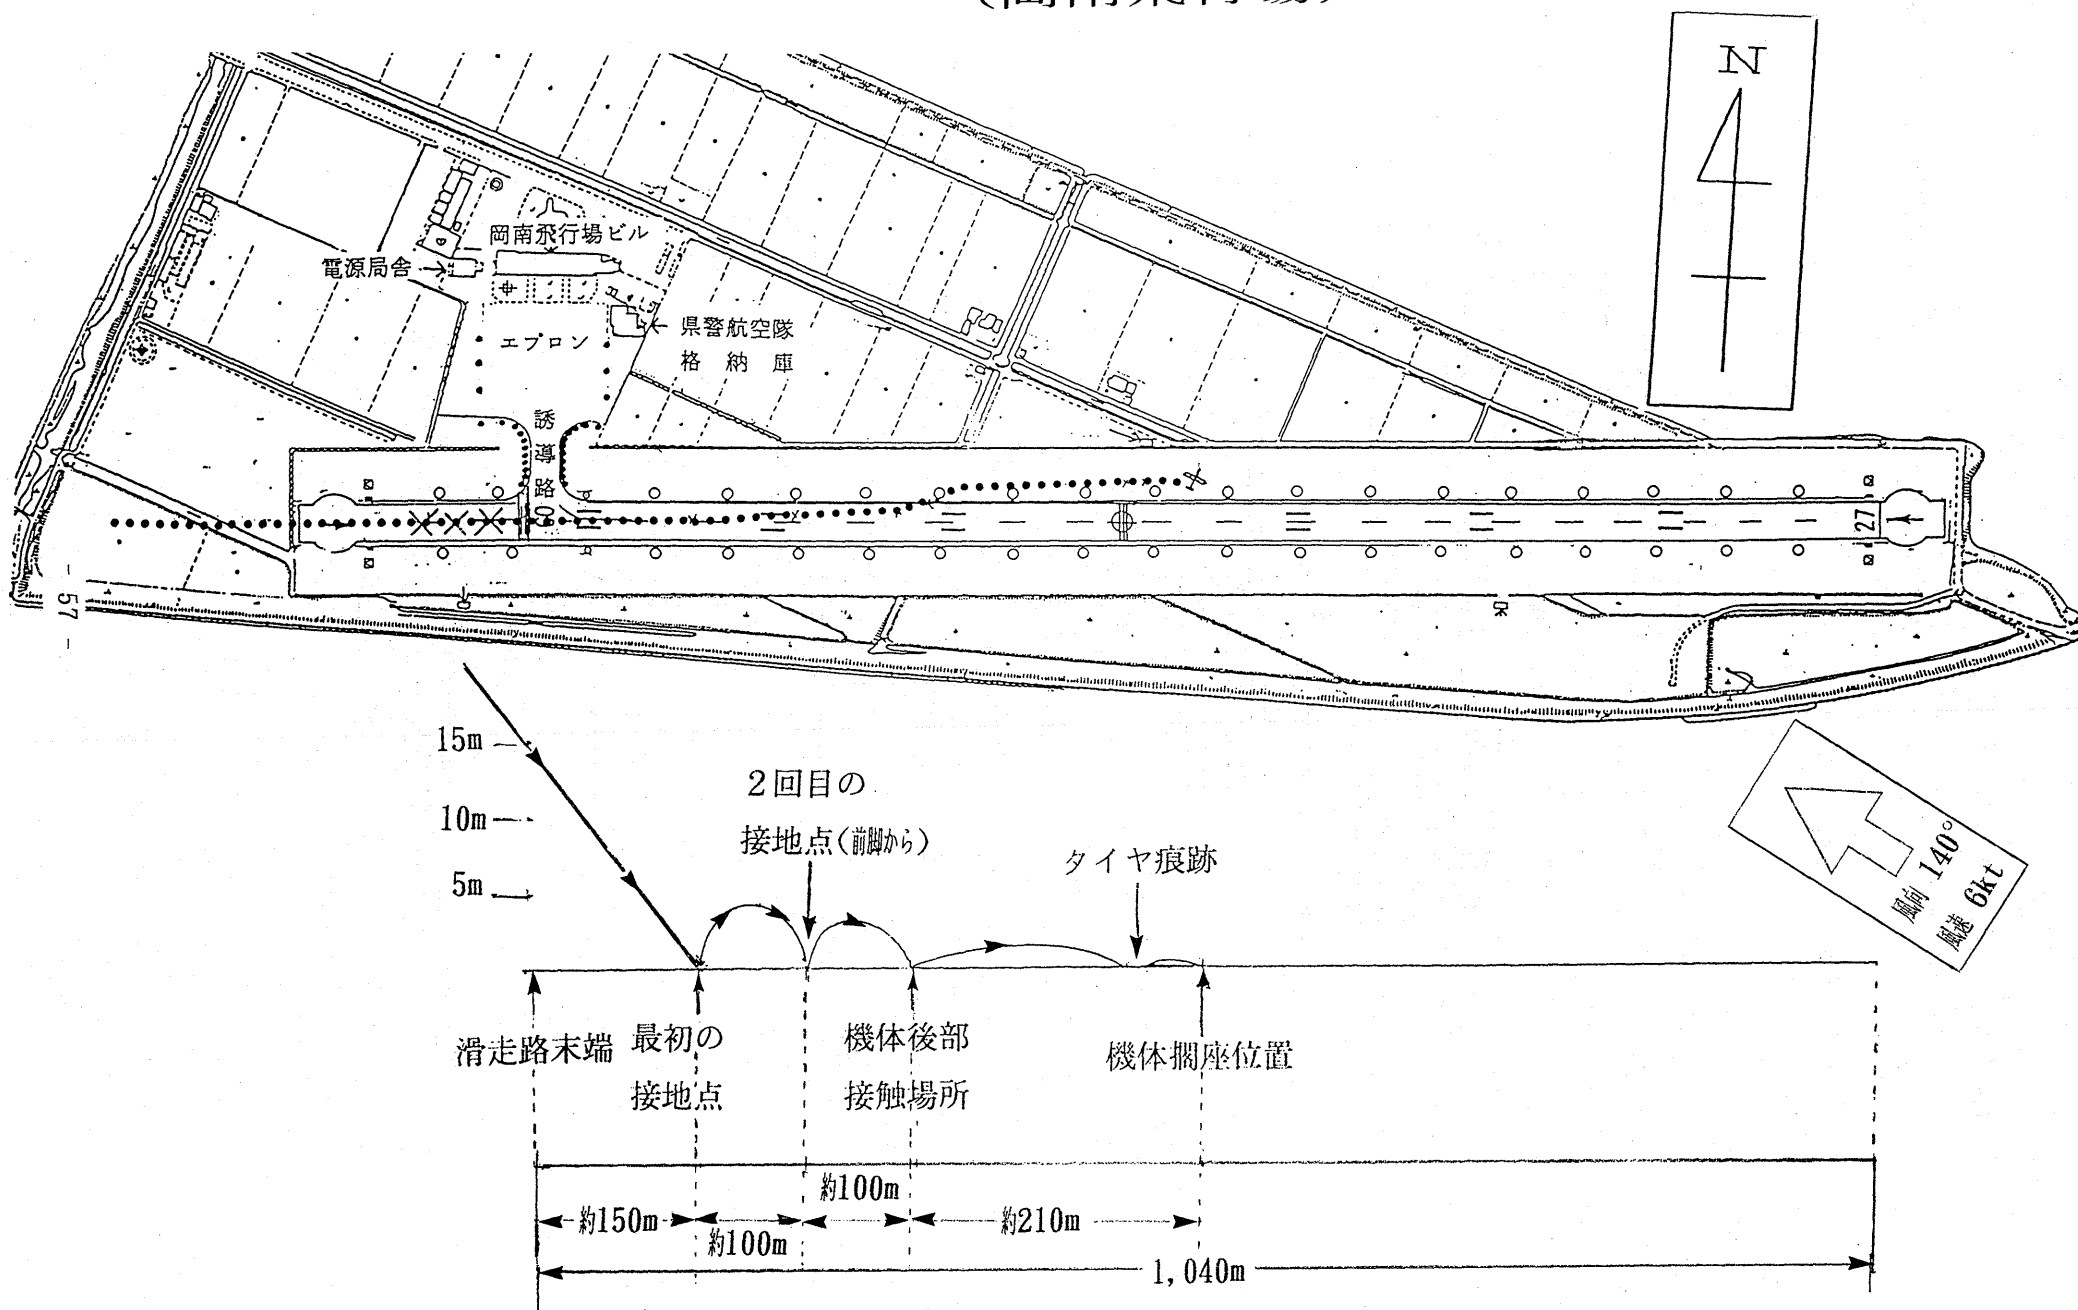 N
岡南飛行場ビル
電源局舎
県警航空隊
格納庫
エプロン
誘導路
27
- 57 -
15m
10m
5m
2回目の
接地点(前脚から)
タイヤ痕跡
風向 140°
風速 6kt
滑走路末端
最初の
接地点
機体後部
接触場所
機体擱座位置
約150m
約100m
約100m
約210m
1,040m